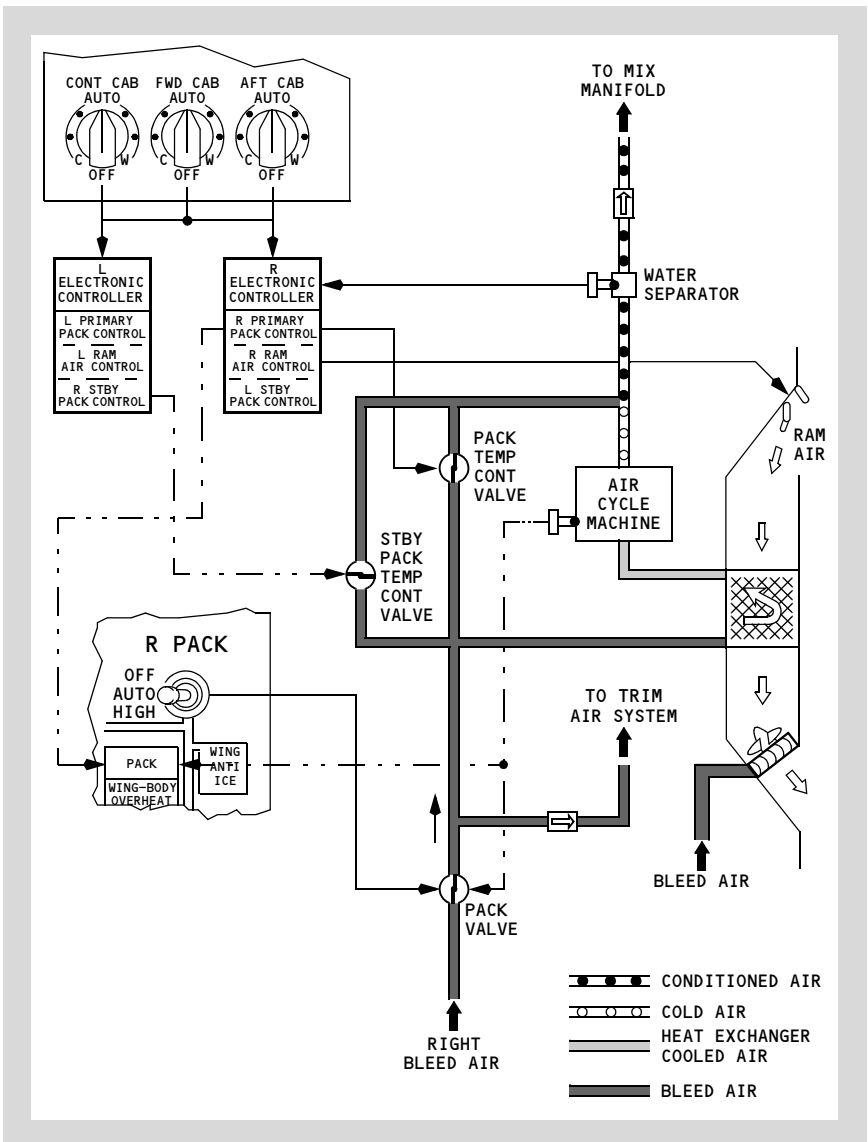 CONT CAB
AUTO
C
W
OFF
FWD CAB
AUTO
C
W
OFF
AFT CAB
AUTO
C
W
OFF
TO MIX
MANIFOLD
L
ELECTRONIC
CONTROLLER
L PRIMARY
PACK CONTROL
L RAM
AIR CONTROL
R STBY
PACK CONTROL
R
ELECTRONIC
CONTROLLER
R PRIMARY
PACK CONTROL
R RAM
AIR CONTROL
L STBY
PACK CONTROL
WATER
SEPARATOR
RAM
AIR
PACK
TEMP
CONT
VALVE
AIR
CYCLE
MACHINE
STBY
PACK
TEMP
CONT
VALVE
R PACK
OFF
AUTO
HIGH
PACK
WING-BODY
OVERHEAT
WING
ANTI
ICE
TO TRIM
AIR SYSTEM
BLEED AIR
PACK
VALVE
RIGHT
BLEED AIR
CONDITIONED AIR
COLD AIR
HEAT EXCHANGER
COOLED AIR
BLEED AIR